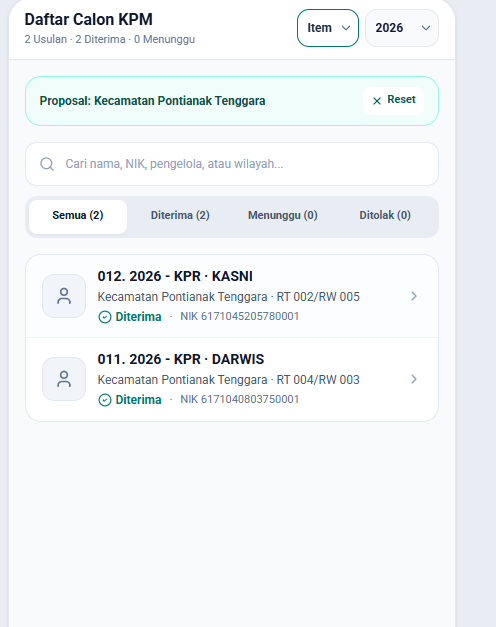 Daftar Calon KPM
2 Usulan · 2 Diterima · 0 Menunggu
Item
2026
Proposal: Kecamatan Pontianak Tenggara
Reset
Cari nama, NIK, pengelola, atau wilayah...
Semua (2)
Diterima (2)
Menunggu (0)
Ditolak (0)
012. 2026 - KPR · KASNI
Kecamatan Pontianak Tenggara · RT 002/RW 005
Diterima · NIK 6171045205780001
011. 2026 - KPR · DARWIS
Kecamatan Pontianak Tenggara · RT 004/RW 003
Diterima · NIK 6171040803750001